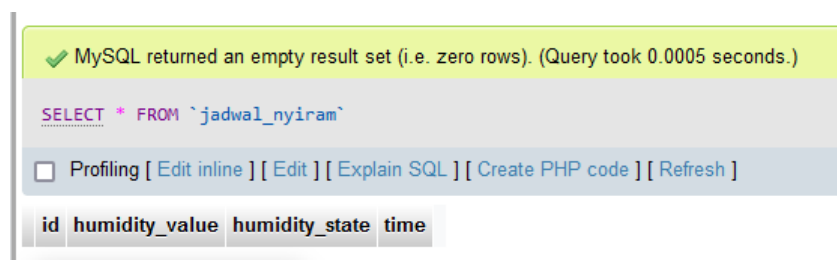 MySQL returned an empty result set (i.e. zero rows). (Query took 0.0005 seconds.)
SELECT * FROM `jadwal_nyiram`
Profiling [ Edit inline ] [ Edit ] [ Explain SQL ] [ Create PHP code ] [ Refresh ]
id humidity_value humidity_state time